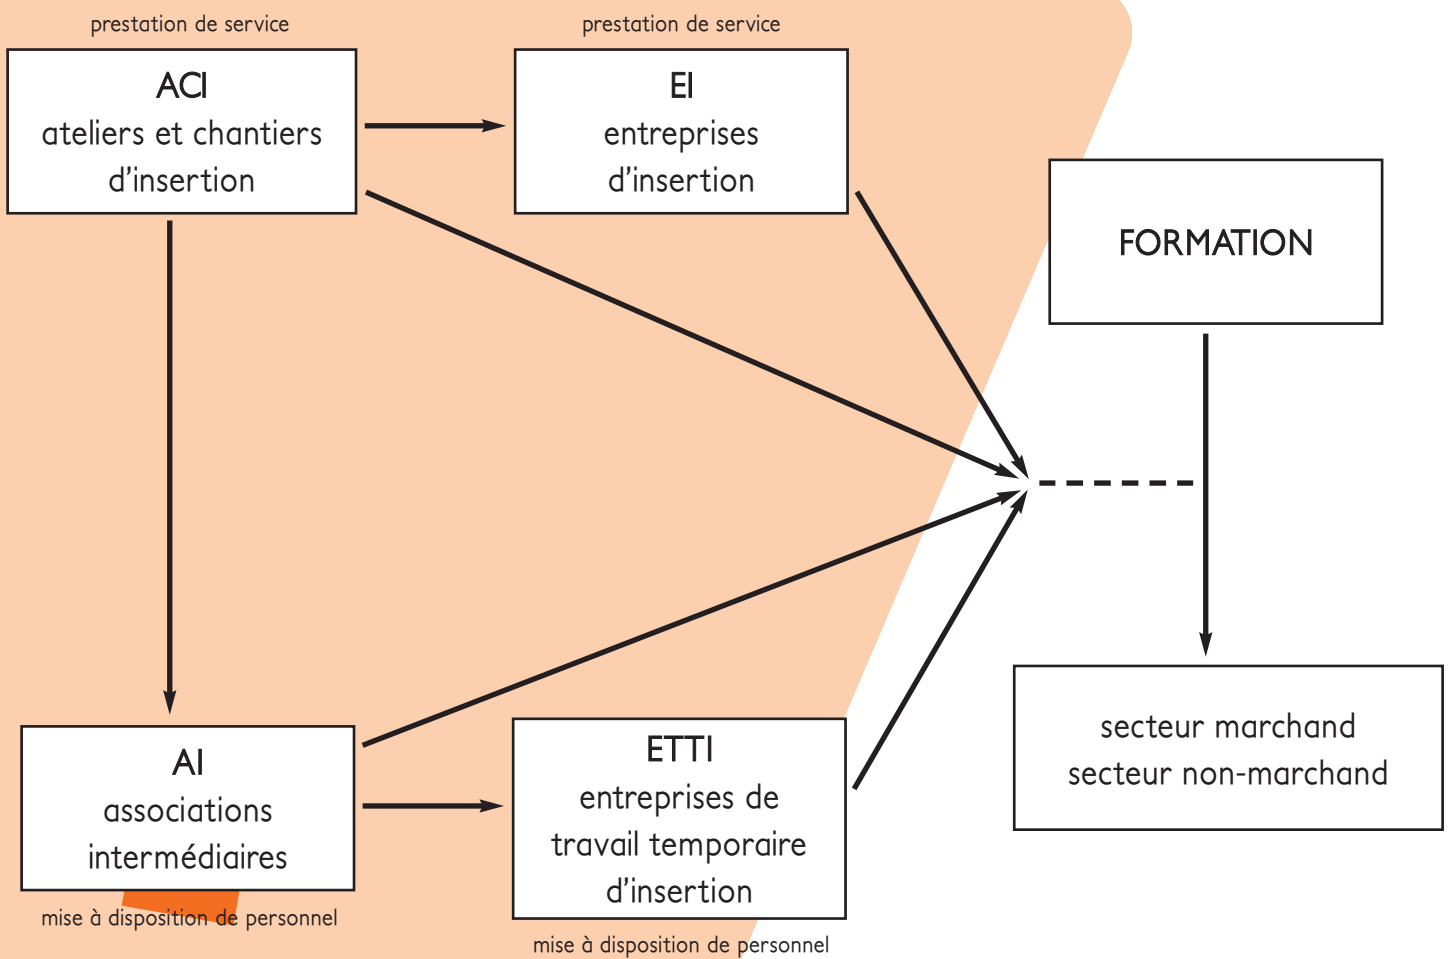 prestation de service
ACI
ateliers et chantiers
d’insertion
prestation de service
EI
entreprises
d’insertion
FORMATION
AI
associations
intermédiaires
mise à disposition de personnel
ETTI
entreprises de
travail temporaire
d’insertion
mise à disposition de personnel
secteur marchand
secteur non-marchand